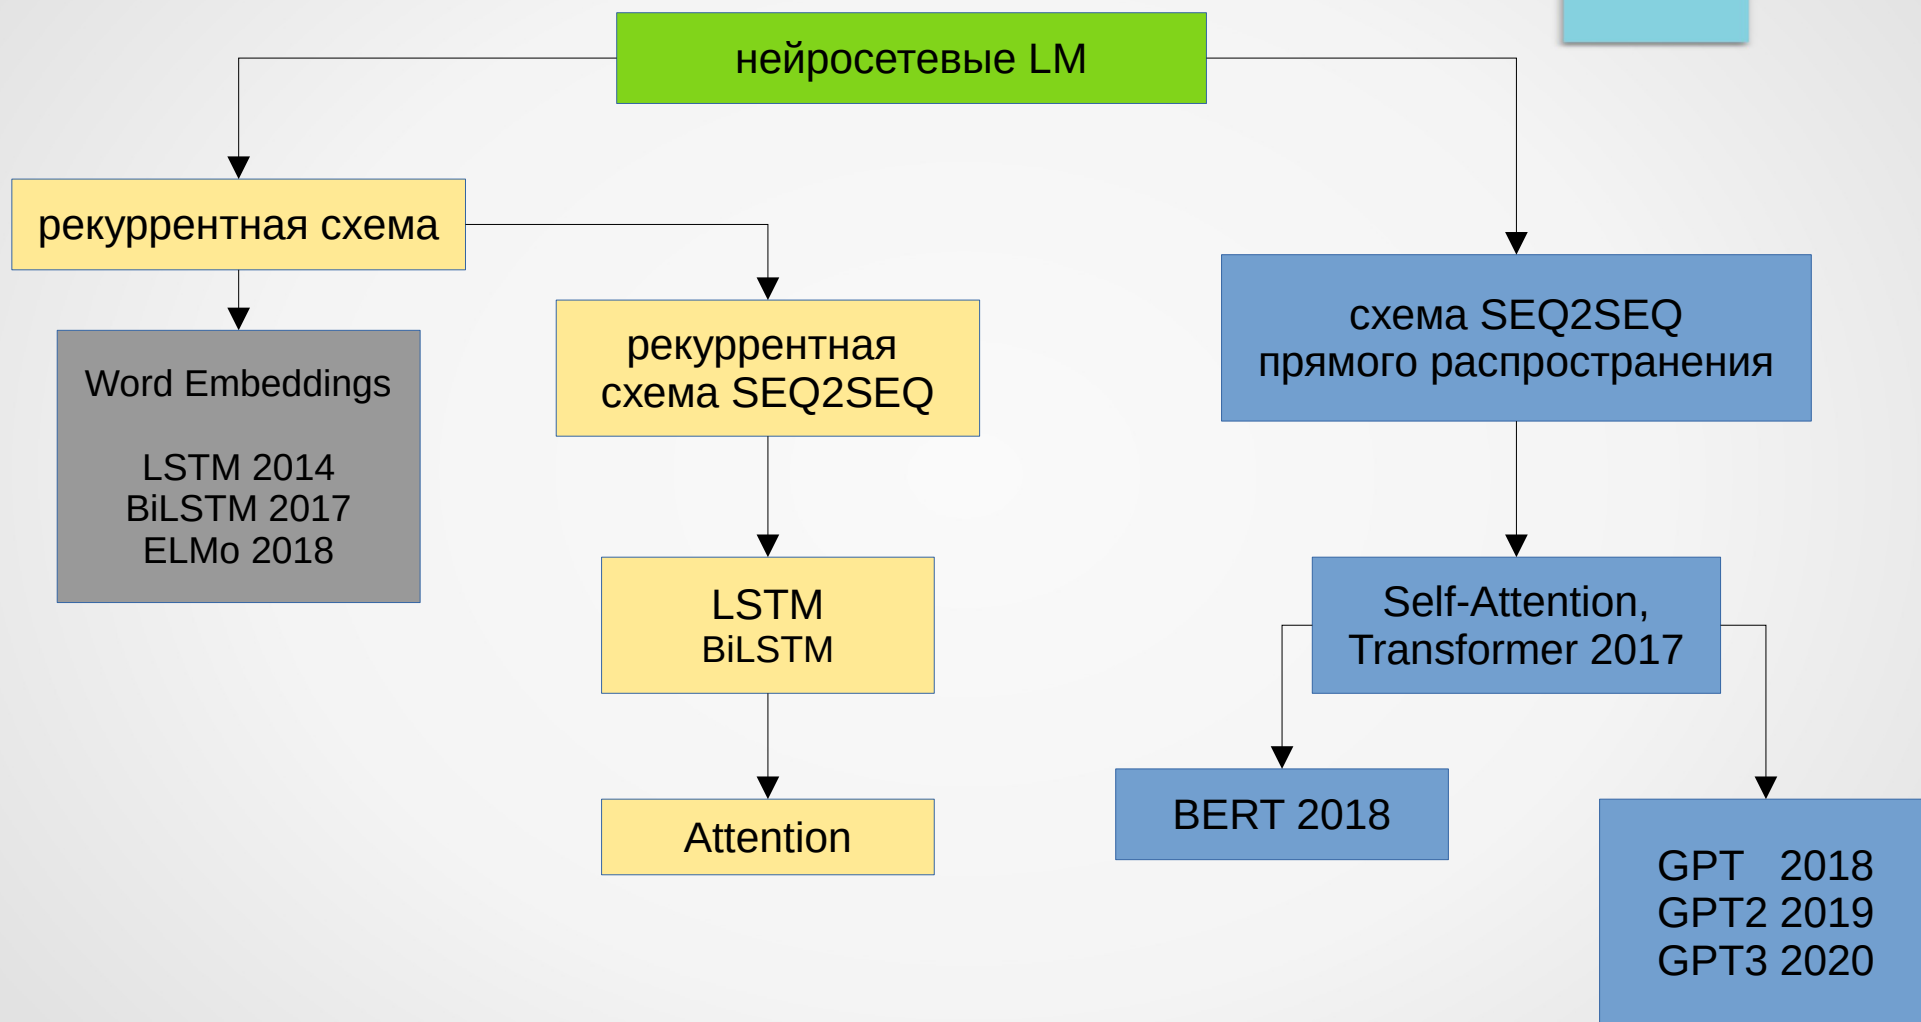 нейросетевые LM
рекуррентная схема
Word Embeddings
LSTM 2014
BiLSTM 2017
ELMo 2018
рекуррентная
схема SEQ2SEQ
LSTM
BiLSTM
Attention
схема SEQ2SEQ
прямого распространения
Self-Attention,
Transformer 2017
BERT 2018
GPT 2018
GPT2 2019
GPT3 2020